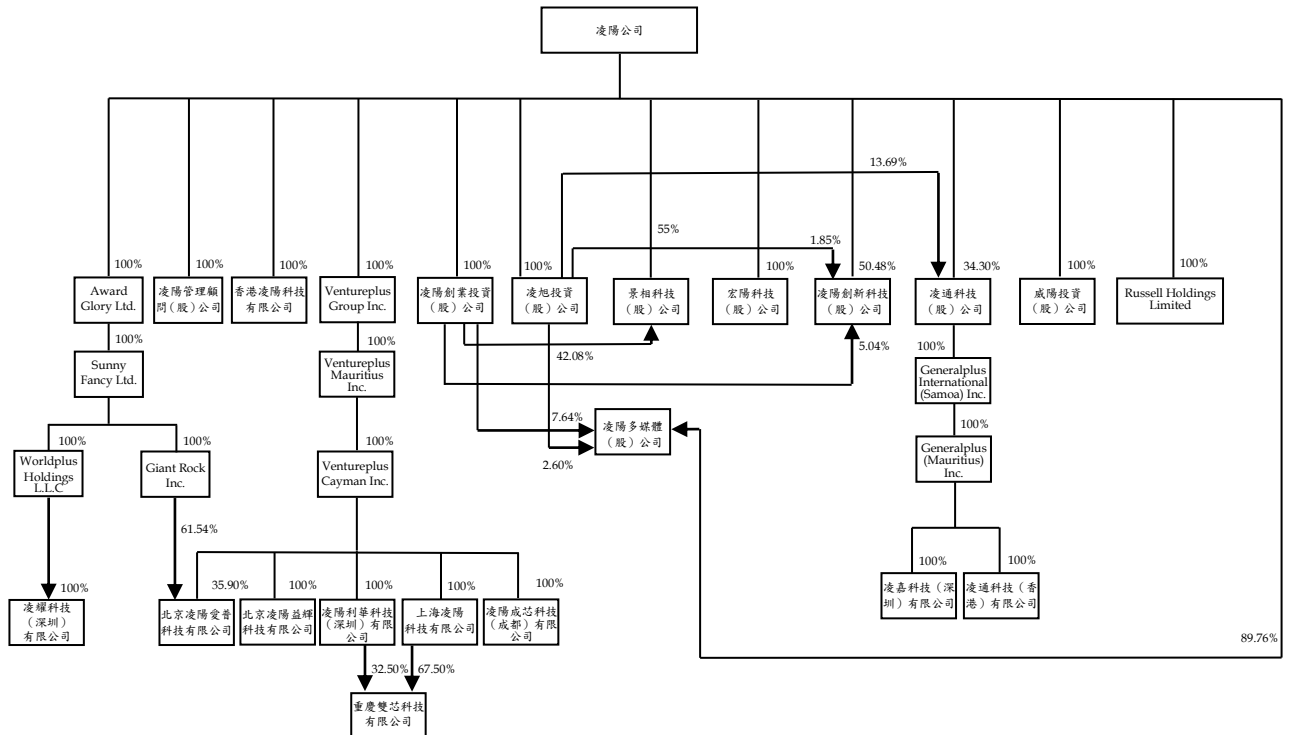 凌陽公司
13.69%
55%
1.85%
100%
100%
100%
100%
100%
100%
100%
50.48%
34.30%
100%
100%
Award
Glory Ltd.
凌陽管理顧
問(股)公司
香港凌陽科技
有限公司
Ventureplus
Group Inc.
凌陽創業投資
(股)公司
凌旭投資
(股)公司
景相科技
(股)公司
宏陽科技
(股)公司
凌陽創新科技
(股)公司
凌通科技
(股)公司
威陽投資
(股)公司
Russell Holdings
Limited
100%
100%
42.08%
5.04%
100%
Sunny
Fancy Ltd.
Ventureplus
Mauritius
Inc.
Generalplus
International
(Samoa) Inc.
7.64%
凌陽多媒體
(股)公司
2.60%
100%
100%
100%
100%
Worldplus
Holdings
L.L.C
Giant Rock
Inc.
Ventureplus
Cayman Inc.
Generalplus
(Mauritius)
Inc.
61.54%
100%
35.90%
100%
100%
100%
100%
100%
100%
凌耀科技
(深圳)
有限公司
北京凌陽愛普
科技有限公司
北京凌陽益輝
科技有限公司
凌陽利華科技
(深圳)有限
公司
上海凌陽
科技有限公司
凌陽成芯科技
(成都)有限
公司
凌嘉科技(深
圳)有限公司
凌通科技(香
港)有限公司
89.76%
32.50%
67.50%
重慶雙芯科技
有限公司